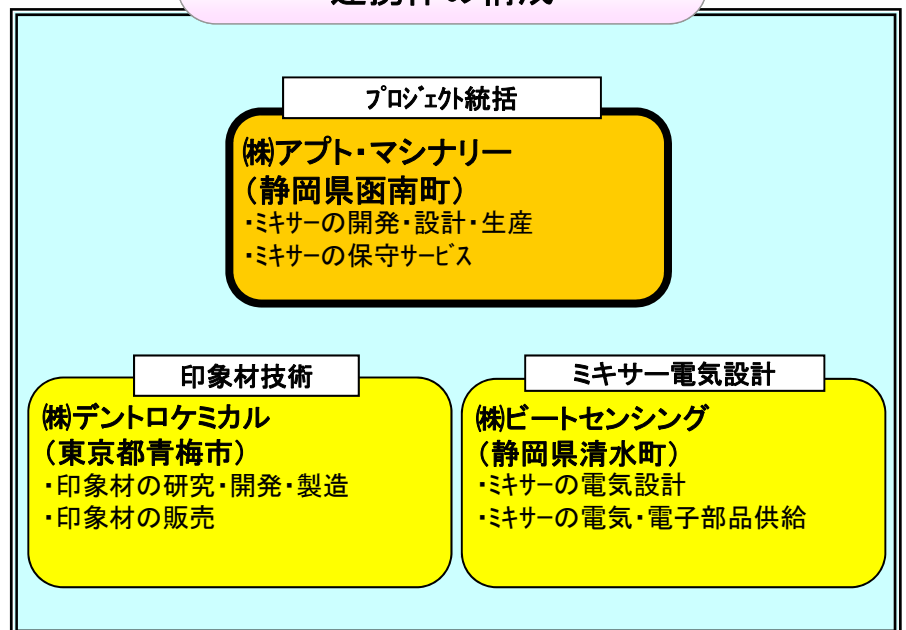 連携体の構成
プロジェクト統括
㈱アプト・マシナリー
(静岡県函南町)
・ミキサーの開発・設計・生産
・ミキサーの保守サービス
印象材技術
㈱デントロケミカル
(東京都青梅市)
・印象材の研究・開発・製造
・印象材の販売
ミキサー電気設計
㈱ビートセンシング
(静岡県清水町)
・ミキサーの電気設計
・ミキサーの電気・電子部品供給